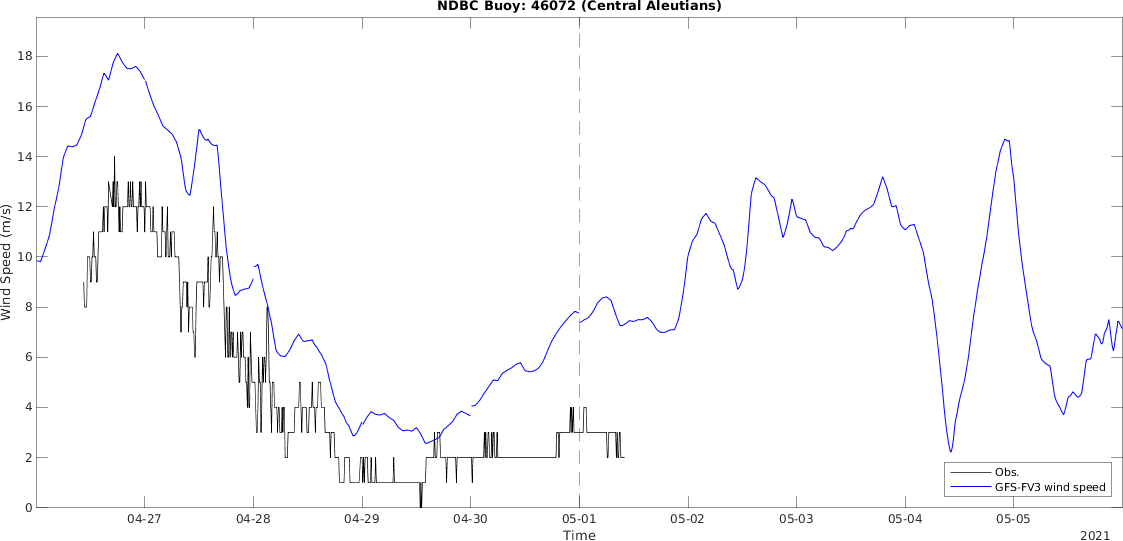 NDBC Buoy: 46072 (Central Aleutians)
Wind Speed (m/s)
18
16
14
12
10
8
6
4
2
0
04-27 04-28 04-29 04-30 05-01 05-02 05-03 05-04 05-05
Time
2021
Obs.
GFS-FV3 wind speed